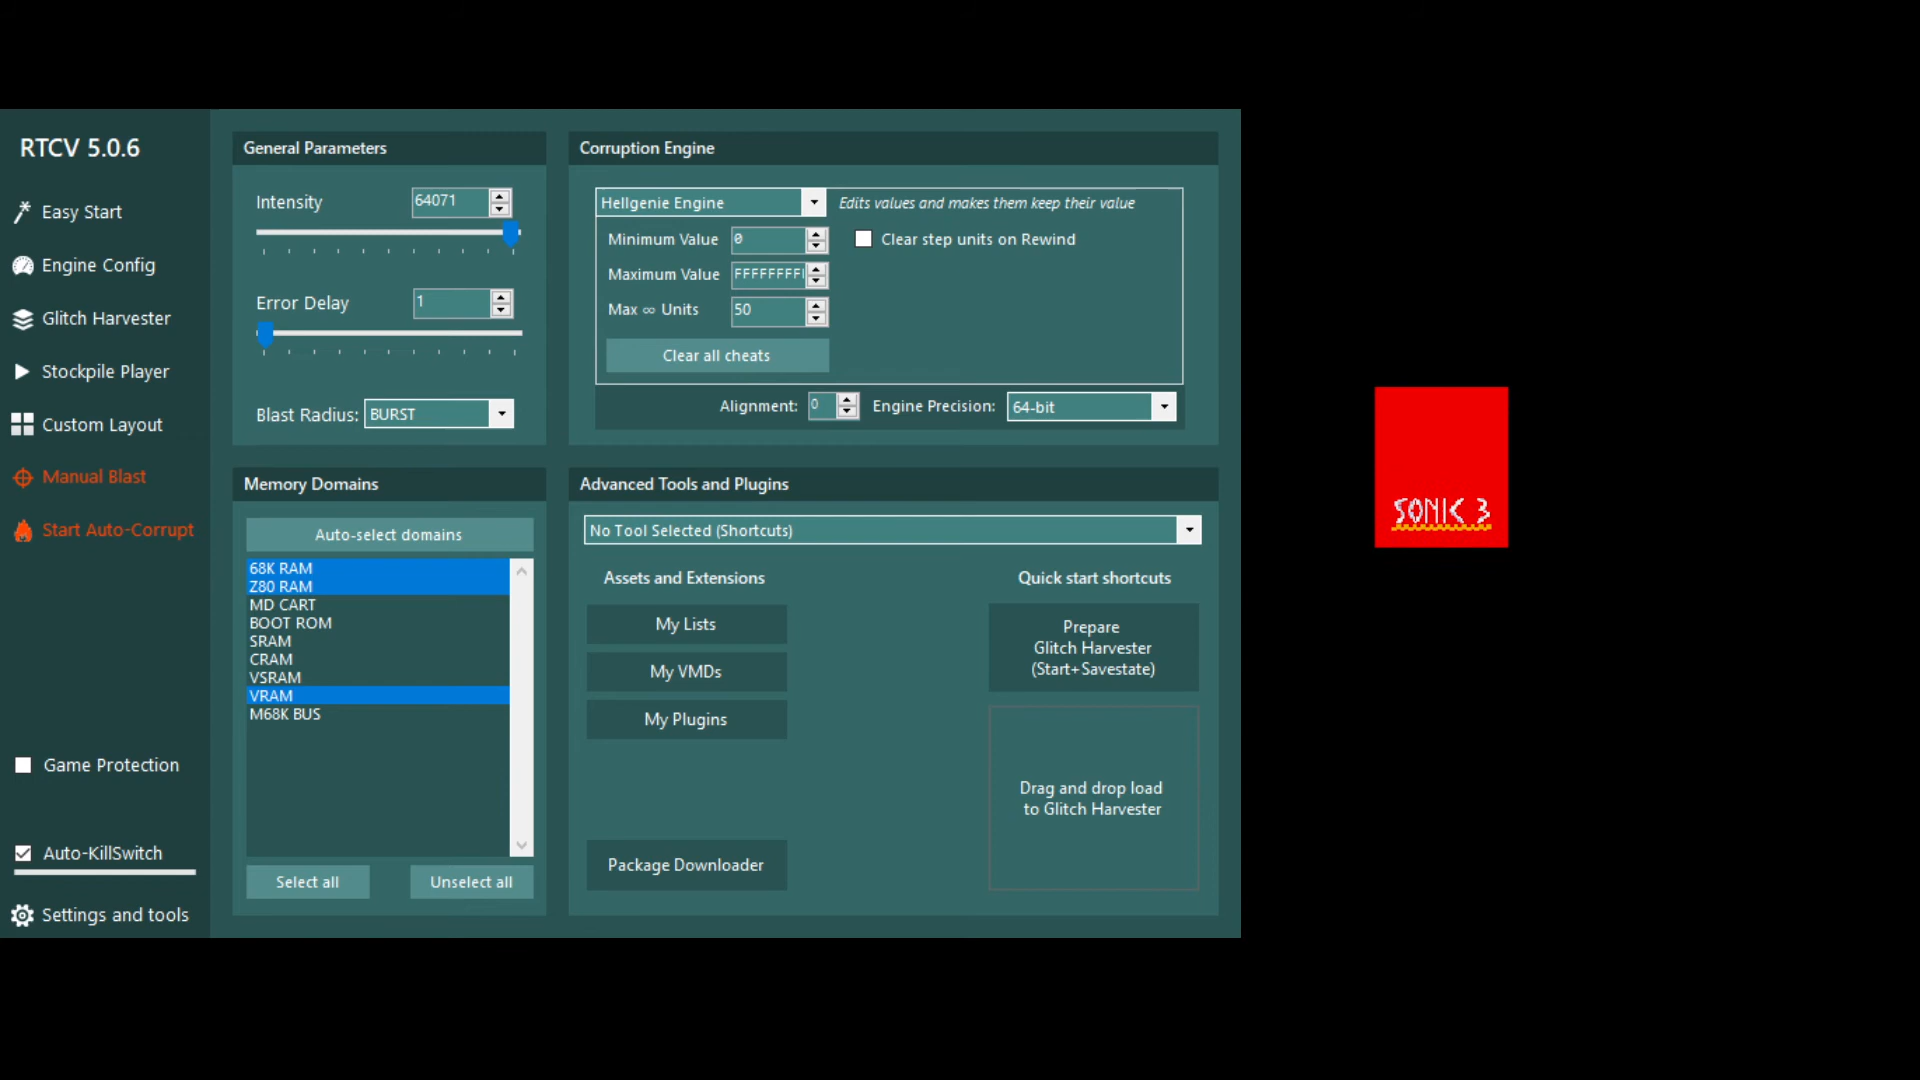 RTCV 5.0.6
Easy Start
Engine Config
Glitch Harvester
Stockpile Player
Custom Layout
Manual Blast
Start Auto-Corrupt
Game Protection
Auto-KillSwitch
Settings and tools
General Parameters
Intensity 64071
Error Delay 1
Blast Radius: BURST
Corruption Engine
Hellgenie Engine Edits values and makes them keep their value
Minimum Value 0 Clear step units on Rewind
Maximum Value FFFFFFFF
Max ∞ Units 50
Clear all cheats
Alignment: 0 Engine Precision: 64-bit
Memory Domains
Auto-select domains
68K RAM
Z80 RAM
MD CART
BOOT ROM
SRAM
CRAM
VSRAM
VRAM
M68K BUS
Select all Unselect all
Advanced Tools and Plugins
No Tool Selected (Shortcuts)
Assets and Extensions
My Lists
My VMDs
My Plugins
Package Downloader
Quick start shortcuts
Prepare
Glitch Harvester
(Start+Savestate)
Drag and drop load
to Glitch Harvester
SONIC 3